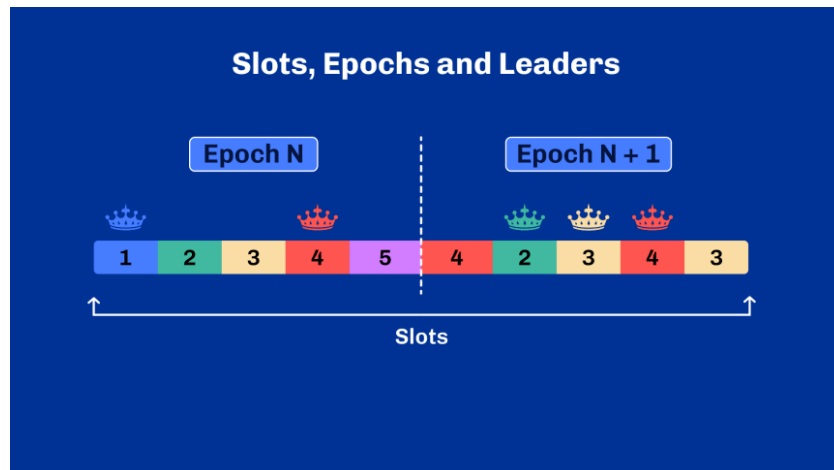 Slots, Epochs and Leaders
Epoch N
Epoch N + 1
1 2 3 4 5 4 2 3 4 3
Slots